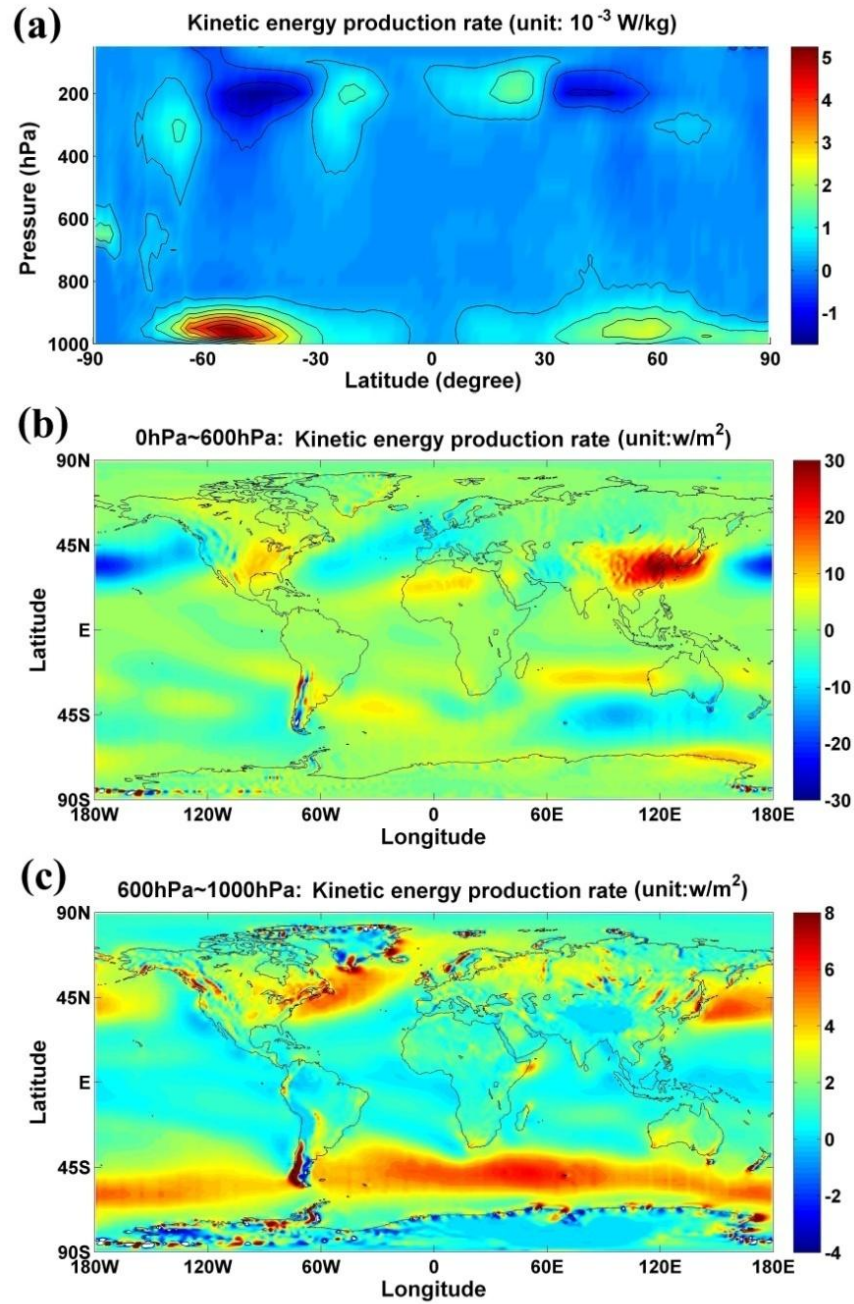 (a)
Kinetic energy production rate (unit: 10 -3 W/kg)
Pressure (hPa)
200
400
600
800
1000
-90
-60
-30
0
30
60
90
Latitude (degree)
5
4
3
2
1
0
-1
(b)
0hPa~600hPa: Kinetic energy production rate (unit:w/m2)
Latitude
90N
45N
E
45S
90S
180W
120W
60W
0
60E
120E
180E
Longitude
30
20
10
0
-10
-20
-30
(c)
600hPa~1000hPa: Kinetic energy production rate (unit:w/m2)
Latitude
90N
45N
E
45S
90S
180W
120W
60W
0
60E
120E
180E
Longitude
8
6
4
2
0
-2
-4